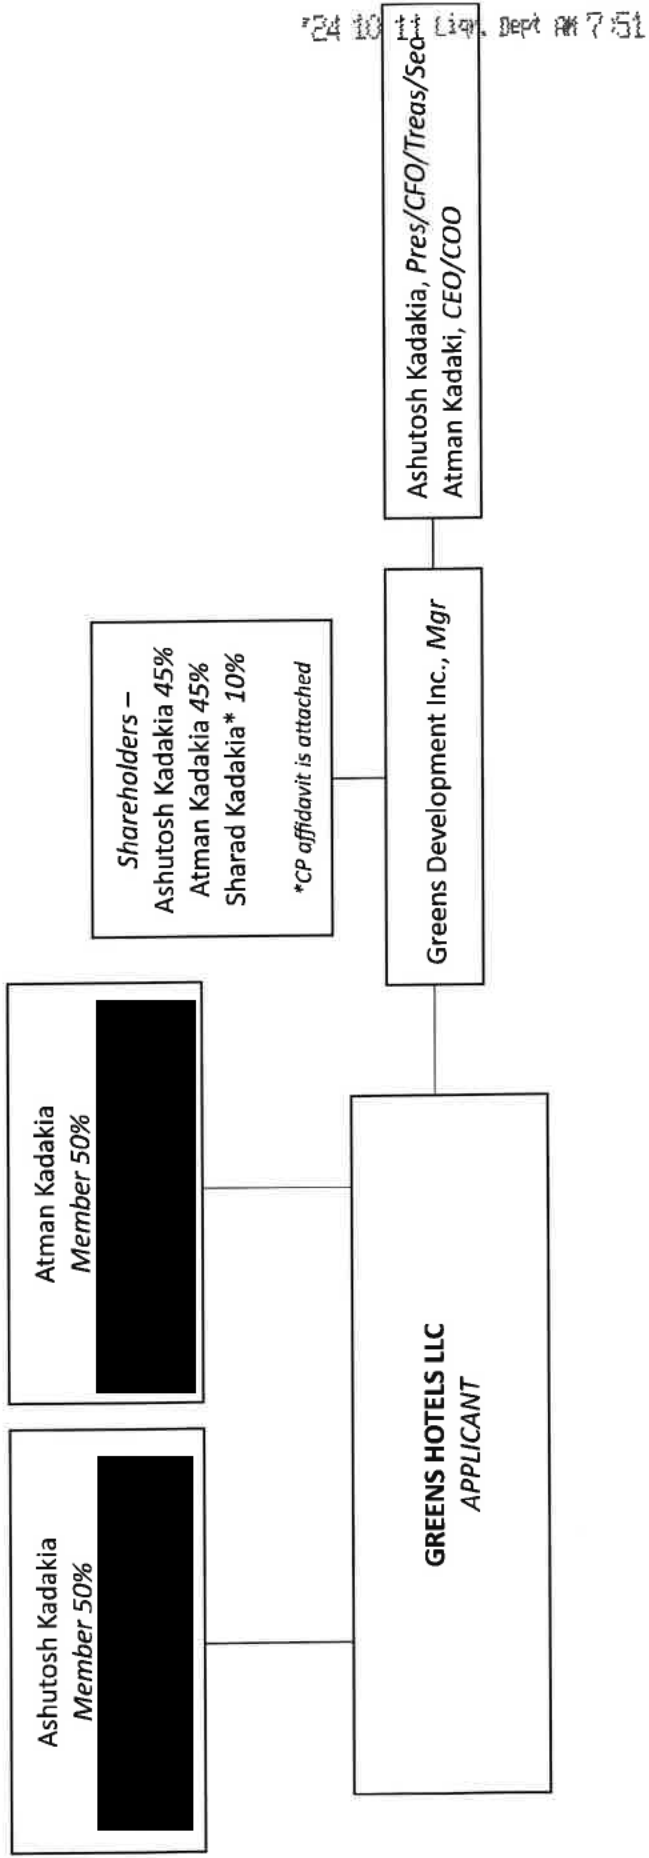 '24 10 11 Liqr. Dept AM 7:51
Ashutosh Kadakia
Member 50%
Atman Kadakia
Member 50%
Shareholders –
Ashutosh Kadakia 45%
Atman Kadakia 45%
Sharad Kadakia* 10%
*CP affidavit is attached
GREENS HOTELS LLC
APPLICANT
Greens Development Inc., Mgr
Ashutosh Kadakia, Pres/CFO/Treas/Sec
Atman Kadaki, CEO/COO